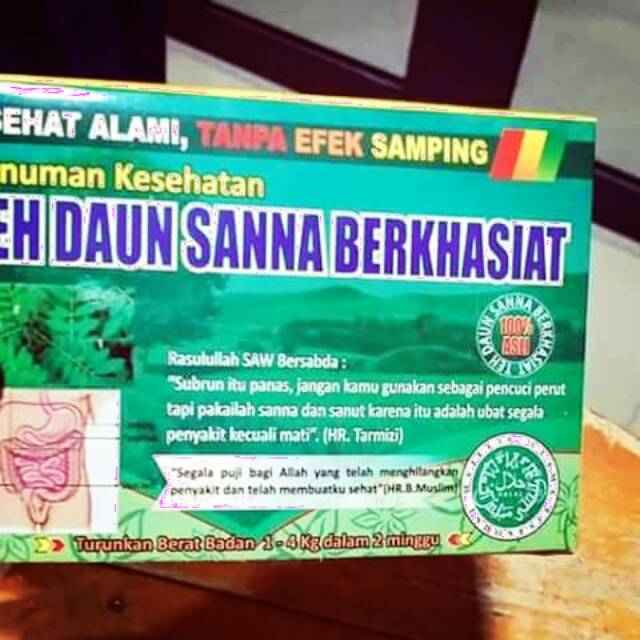 SEHAT ALAMI, TANPA EFEK SAMPING
numan Kesehatan
EH DAUN SANNA BERKHASIAT
TEH DAUN SANNA BERKHASIAT
100%
ASLI
Rasulullah SAW Bersabda :
"Subrun itu panas, jangan kamu gunakan sebagai pencuci perut
tapi pakailah sanna dan sanut karena itu adalah ubat segala
penyakit kecuali mati". (HR. Tarmizi)
"Segala puji bagi Allah yang telah menghilangkan
penyakit dan telah membuatku sehat"(HR.B.Muslim)
حلال
Turunkan Berat Badan 1 - 4 Kg dalam 2 minggu